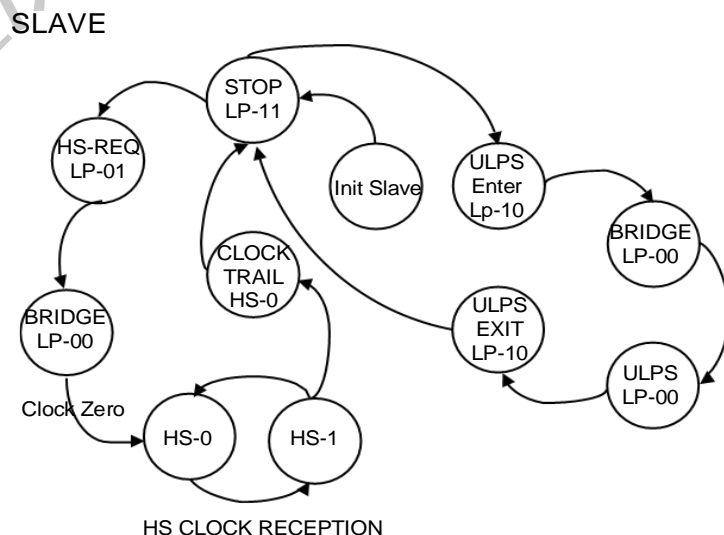 SLAVE
STOP
LP-11
HS-REQ
LP-01
Init Slave
ULPS
Enter
Lp-10
BRIDGE
LP-00
CLOCK
TRAIL
HS-0
BRIDGE
LP-00
ULPS
EXIT
LP-10
ULPS
LP-00
Clock Zero
HS-0
HS-1
HS CLOCK RECEPTION